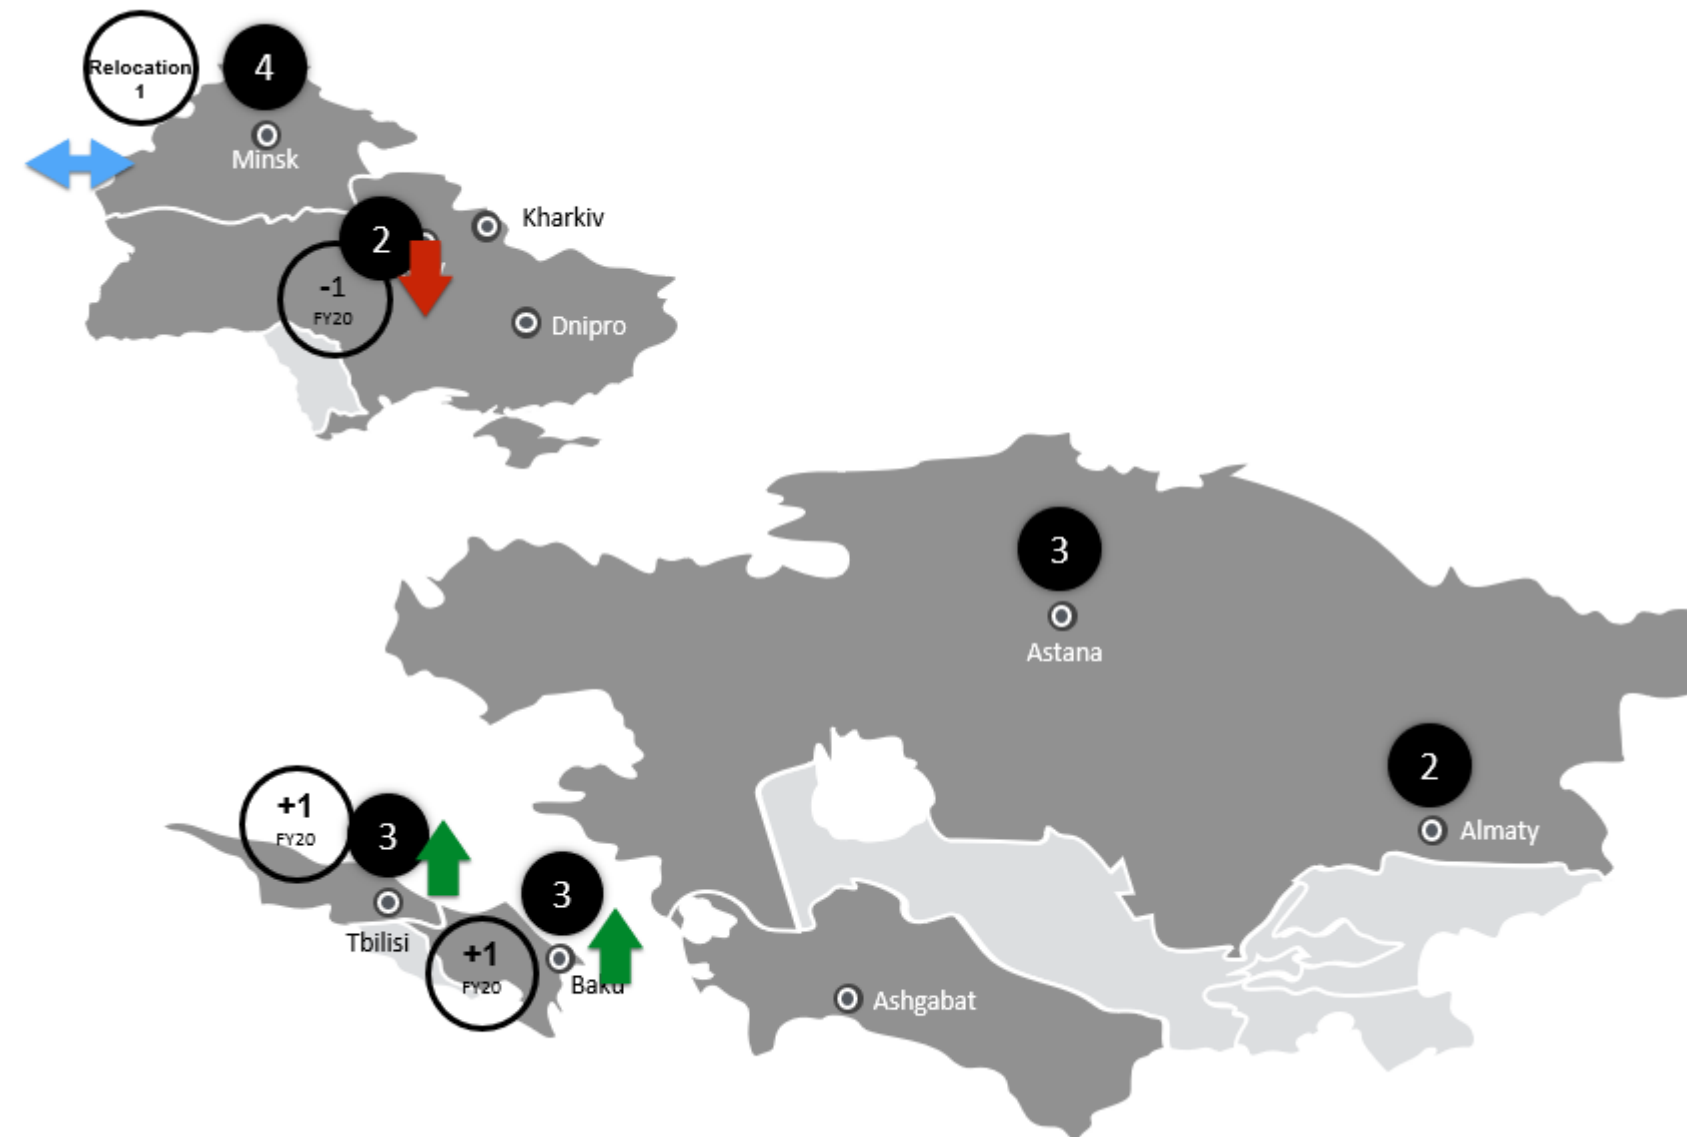 Relocation
1
4
Minsk
2
Kharkiv
-1
FY20
Dnipro
3
Astana
2
Almaty
+1
FY20
3
Tbilisi
3
+1
FY20
Baku
Ashgabat